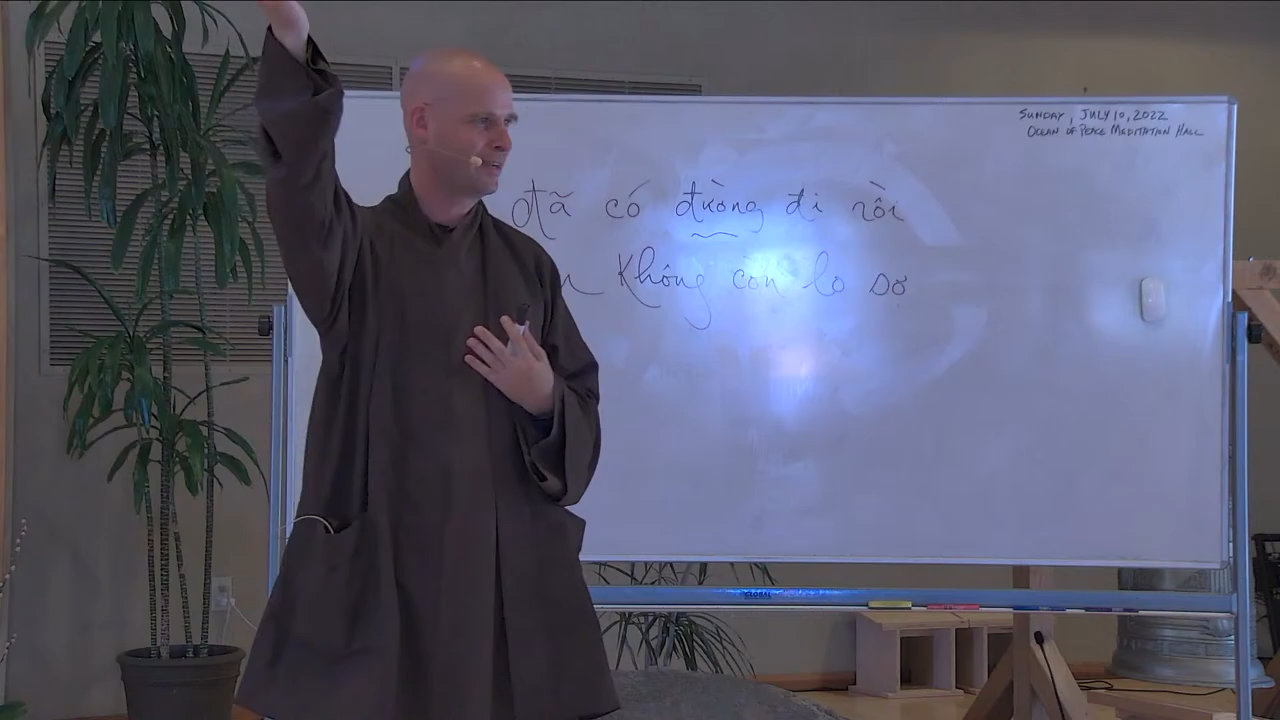 SUNDAY, JULY 10, 2022
OCEAN OF PEACE MEDITATION HALL
đã có đường đi rồi
không còn lo sợ
GLOBAL